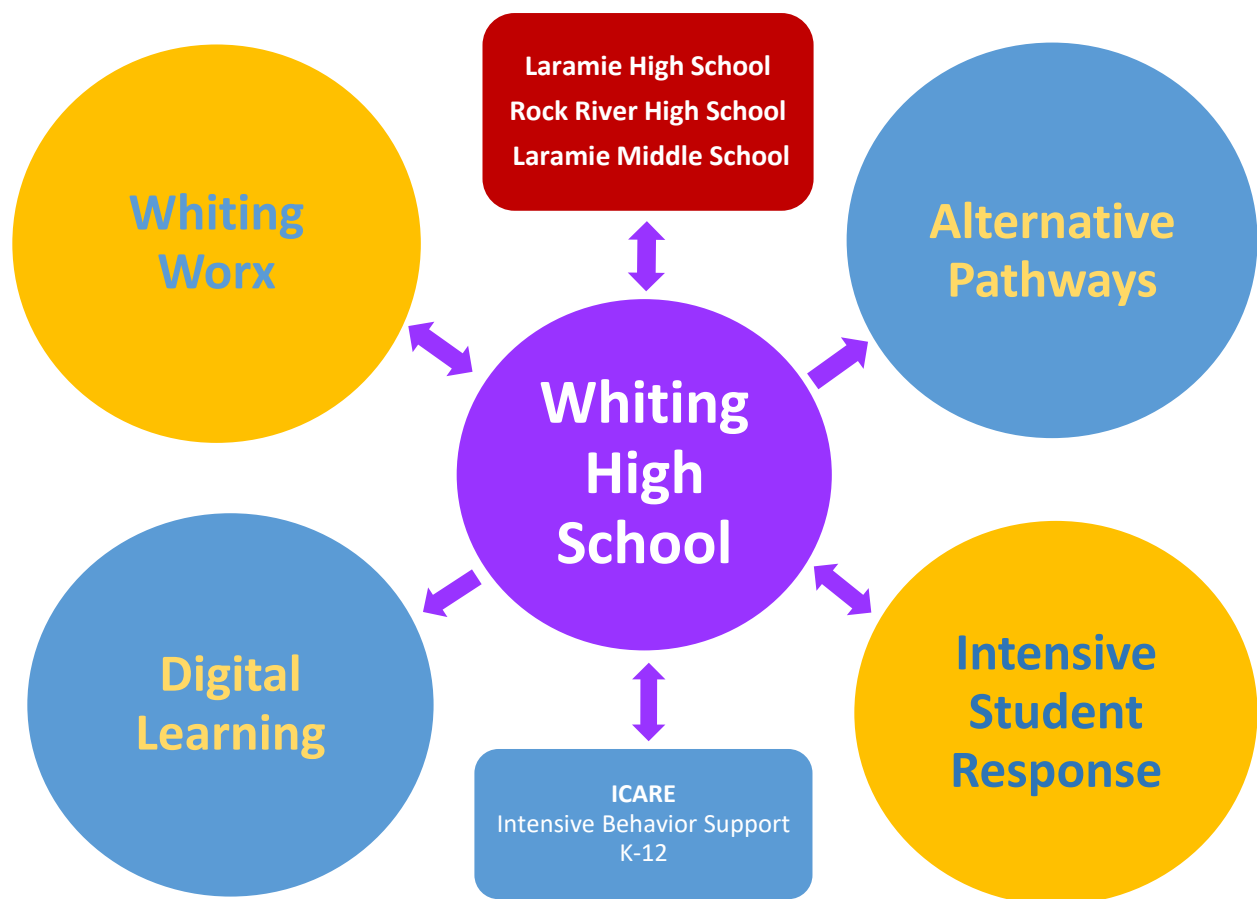 Laramie High School
Rock River High School
Laramie Middle School
Whiting
Worx
Alternative
Pathways
Whiting
High
School
Digital
Learning
Intensive
Student
Response
ICARE
Intensive Behavior Support
K-12